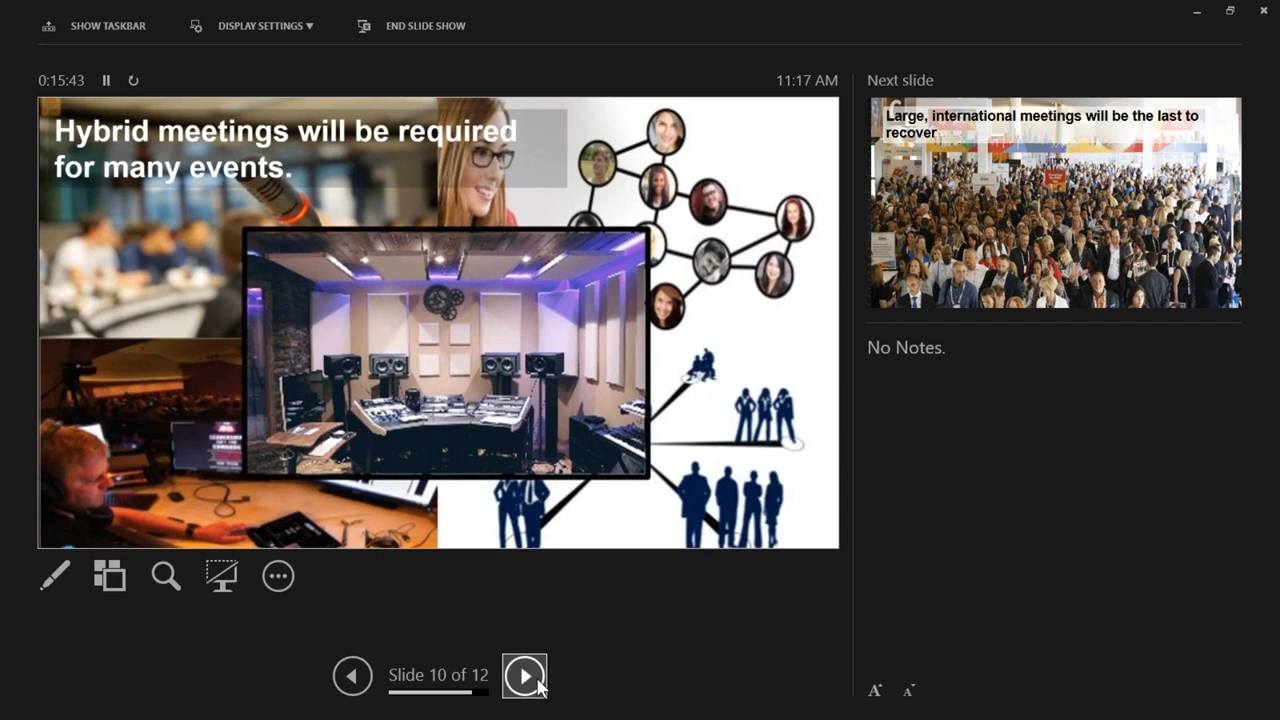 SHOW TASKBAR
DISPLAY SETTINGS ▼
END SLIDE SHOW
0:15:43
11:17 AM
Hybrid meetings will be required
for many events.
Slide 10 of 12
Next slide
Large, international meetings will be the last to
recover
imex
No Notes.
A
A